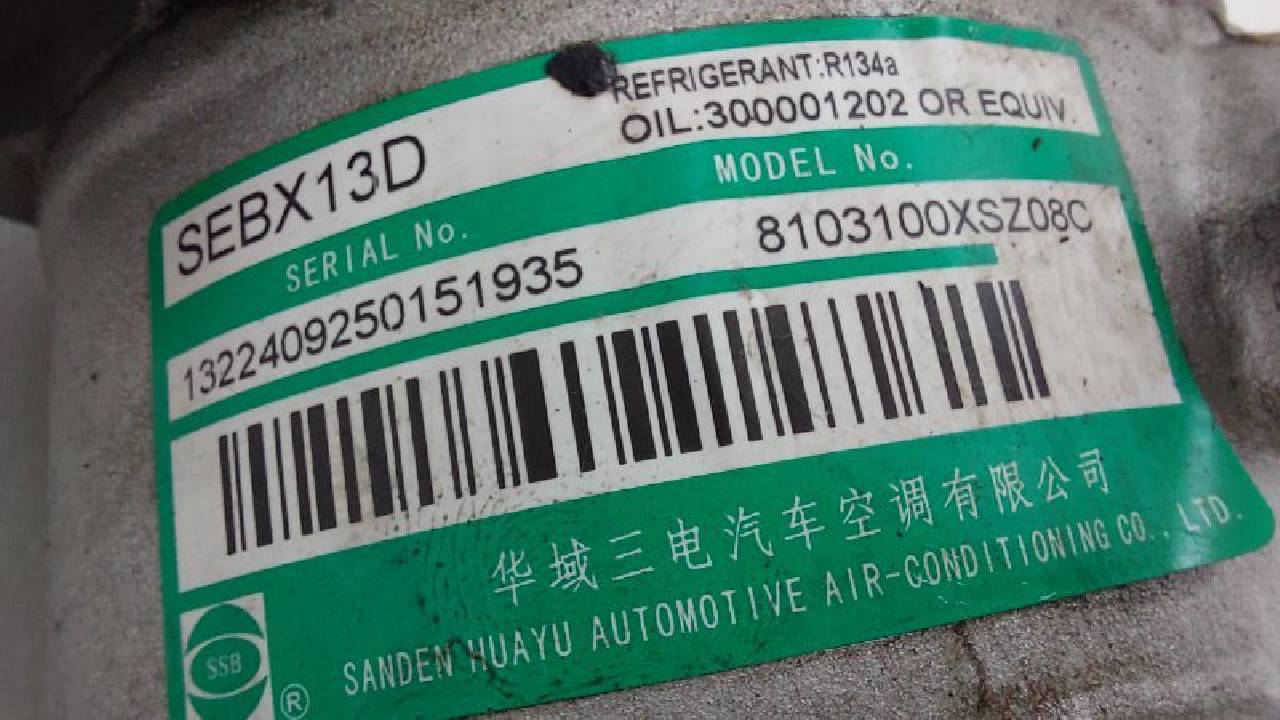 REFRIGERANT:R134a
SEBX13D OIL:300001202 OR EQUIV.
SERIAL No. MODEL No.
1322409250151935 8103100XSZ08C
华域三电汽车空调有限公司
SANDEN HUAYU AUTOMOTIVE AIR-CONDITIONING CO., LTD.
SSB ®